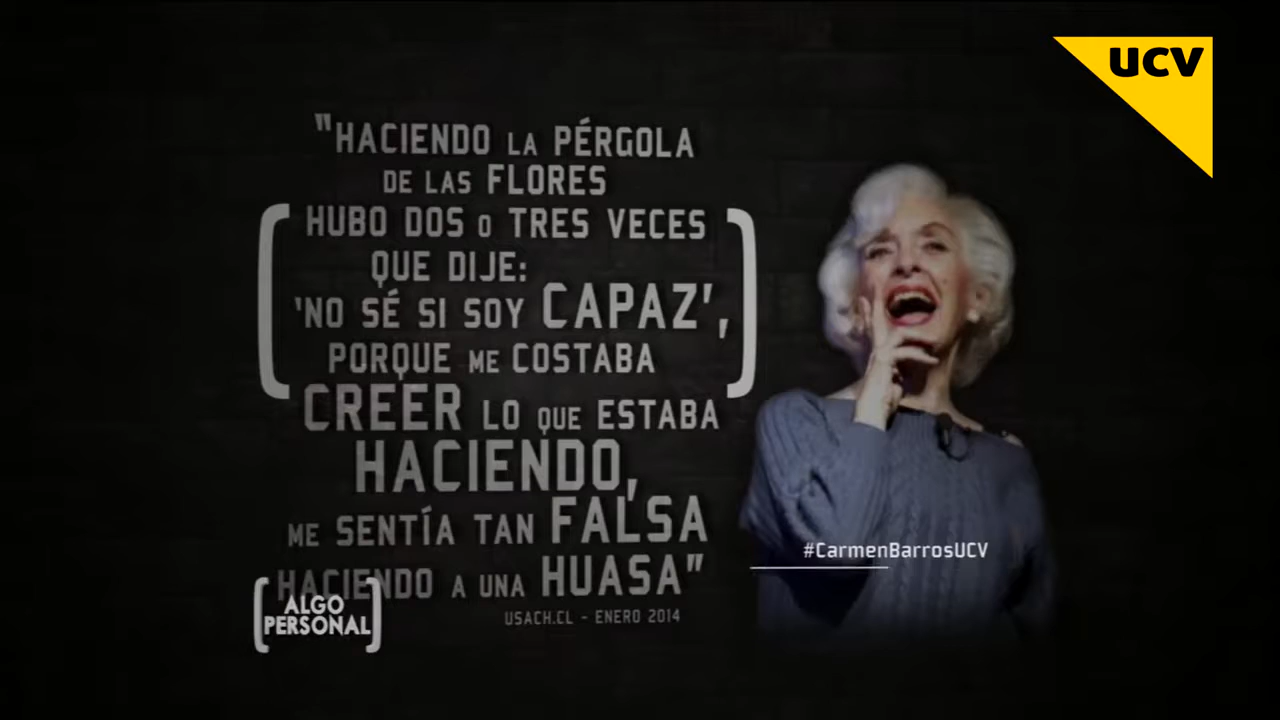 UCV
"HACIENDO LA PÉRGOLA
DE LAS FLORES
HUBO DOS O TRES VECES
QUE DIJE:
'NO SÉ SI SOY CAPAZ',
PORQUE ME COSTABA
CREER LO QUE ESTABA
HACIENDO,
ME SENTÍA TAN FALSA
HACIENDO A UNA HUASA"
USACH.CL - ENERO 2014
#CarmenBarrosUCV
ALGO
PERSONAL